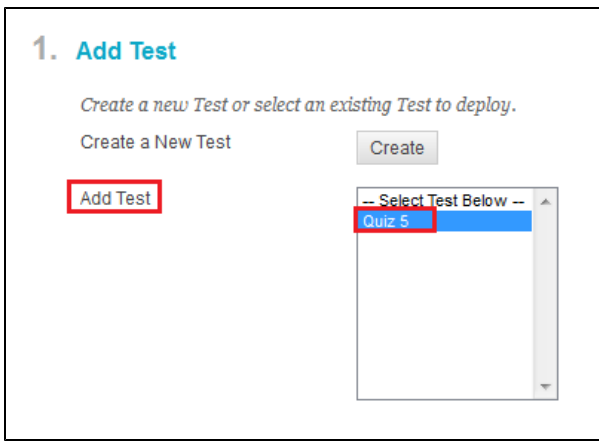 1. Add Test
Create a new Test or select an existing Test to deploy.
Create a New Test
Create
Add Test
-- Select Test Below --
Quiz 5